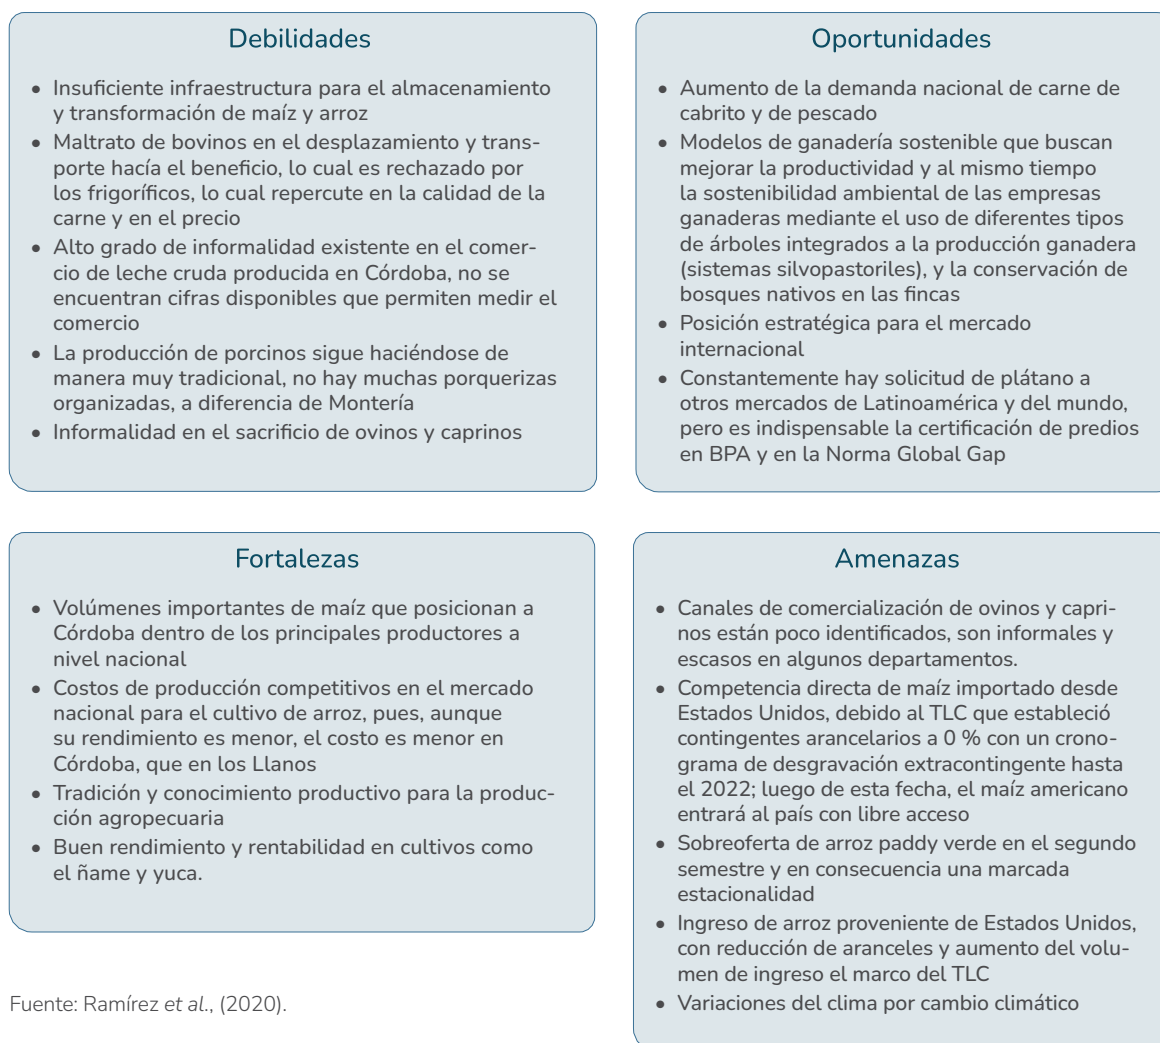 Debilidades
• Insuficiente infraestructura para el almacenamiento
y transformación de maíz y arroz
• Maltrato de bovinos en el desplazamiento y trans-
porte hacía el beneficio, lo cual es rechazado por
los frigoríficos, lo cual repercute en la calidad de la
carne y en el precio
• Alto grado de informalidad existente en el comer-
cio de leche cruda producida en Córdoba, no se
encuentran cifras disponibles que permiten medir el
comercio
• La producción de porcinos sigue haciéndose de
manera muy tradicional, no hay muchas porquerizas
organizadas, a diferencia de Montería
• Informalidad en el sacrificio de ovinos y caprinos
Oportunidades
• Aumento de la demanda nacional de carne de
cabrito y de pescado
• Modelos de ganadería sostenible que buscan
mejorar la productividad y al mismo tiempo
la sostenibilidad ambiental de las empresas
ganaderas mediante el uso de diferentes tipos
de árboles integrados a la producción ganadera
(sistemas silvopastoriles), y la conservación de
bosques nativos en las fincas
• Posición estratégica para el mercado
internacional
• Constantemente hay solicitud de plátano a
otros mercados de Latinoamérica y del mundo,
pero es indispensable la certificación de predios
en BPA y en la Norma Global Gap
Fortalezas
• Volúmenes importantes de maíz que posicionan a
Córdoba dentro de los principales productores a
nivel nacional
• Costos de producción competitivos en el mercado
nacional para el cultivo de arroz, pues, aunque
su rendimiento es menor, el costo es menor en
Córdoba, que en los Llanos
• Tradición y conocimiento productivo para la produc-
ción agropecuaria
• Buen rendimiento y rentabilidad en cultivos como
el ñame y yuca.
Amenazas
• Canales de comercialización de ovinos y capri-
nos están poco identificados, son informales y
escasos en algunos departamentos.
• Competencia directa de maíz importado desde
Estados Unidos, debido al TLC que estableció
contingentes arancelarios a 0 % con un crono-
grama de desgravación extracontingente hasta
el 2022; luego de esta fecha, el maíz americano
entrará al país con libre acceso
• Sobreoferta de arroz paddy verde en el segundo
semestre y en consecuencia una marcada
estacionalidad
• Ingreso de arroz proveniente de Estados Unidos,
con reducción de aranceles y aumento del volu-
men de ingreso el marco del TLC
• Variaciones del clima por cambio climático
Fuente: Ramírez et al., (2020).